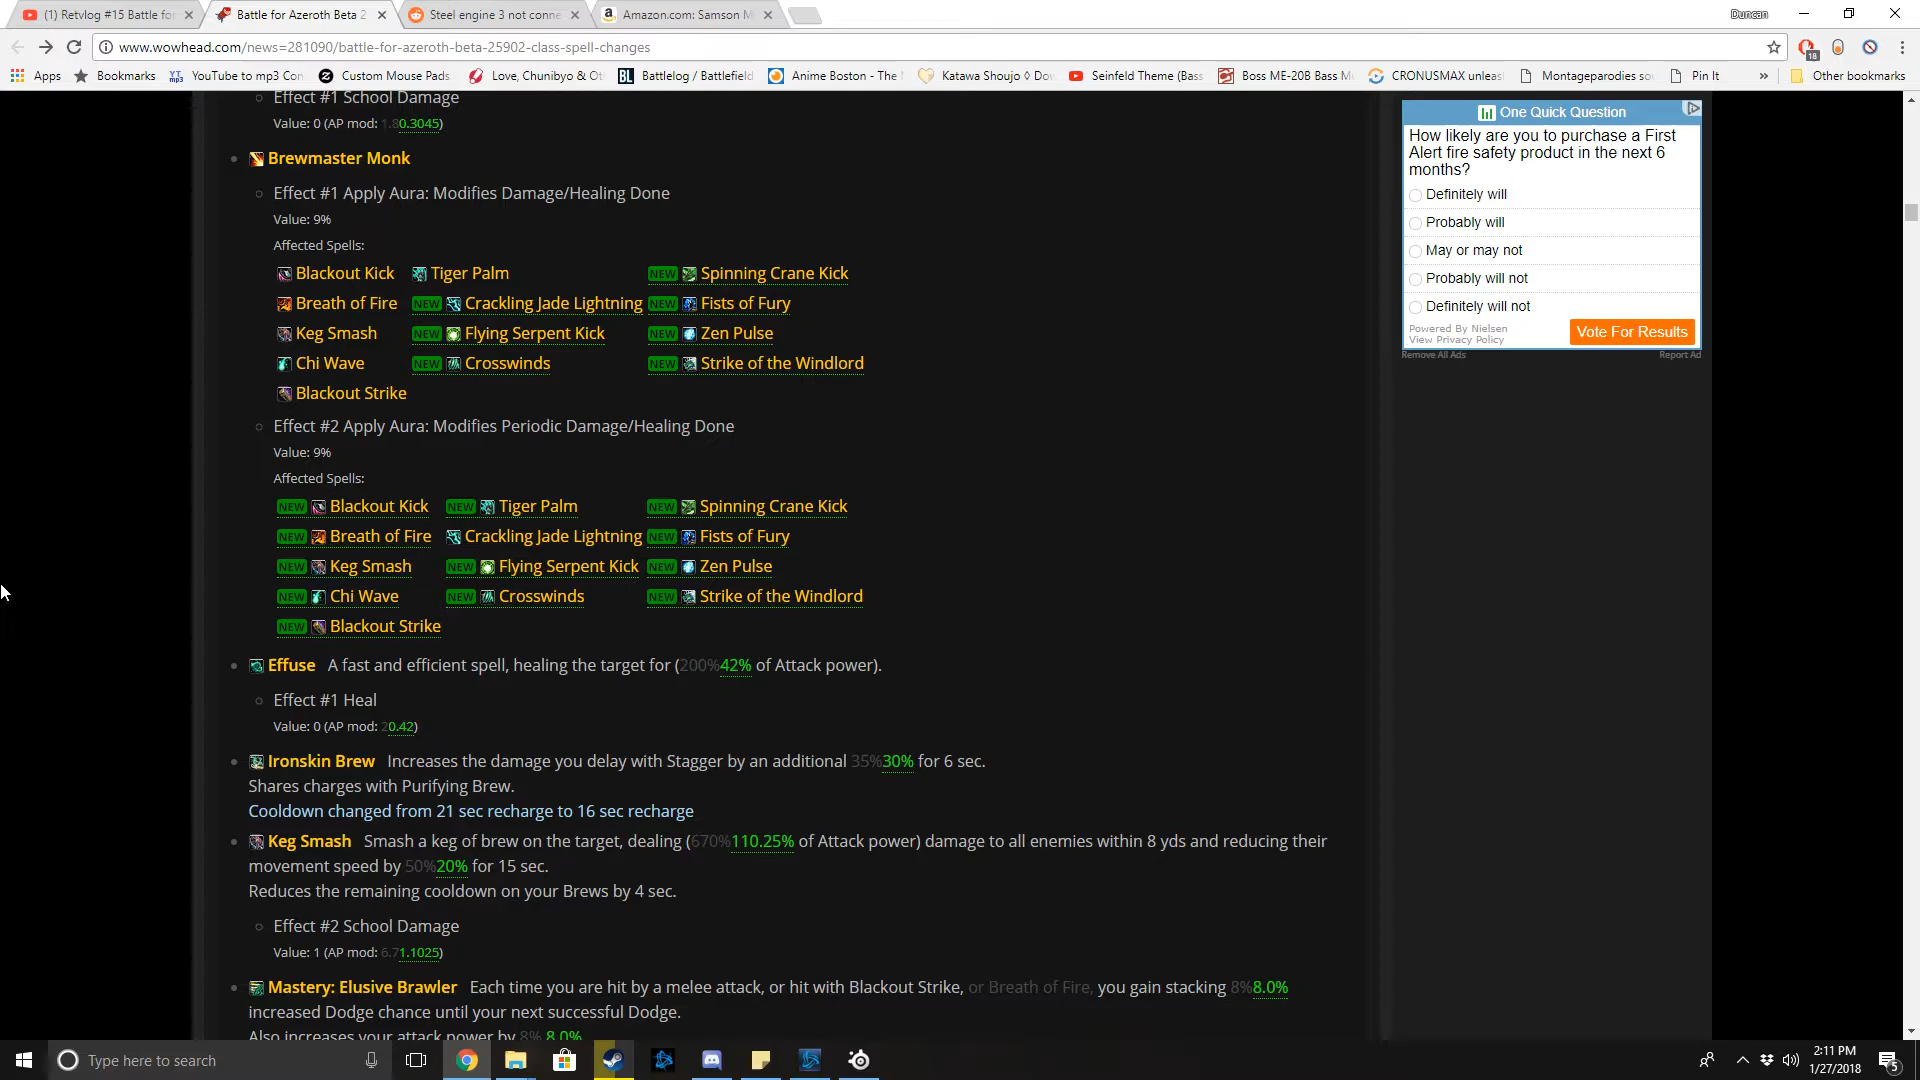 (1) Retvlog #15 Battle for
Battle for Azeroth Beta 2
Steel engine 3 not conne
Amazon.com: Samson M
Duncan
www.wowhead.com/news=281090/battle-for-azeroth-beta-25902-class-spell-changes
18
Apps
Bookmarks
YouTube to mp3 Con
Custom Mouse Pads
Love, Chunibyo & Ot
BL Battlelog / Battlefield
Anime Boston - The
Katawa Shoujo ◊ Dow
Seinfeld Theme (Bass
Boss ME-20B Bass M
CRONUSMAX unleas
Montageparodies so
Pin It
»
Other bookmarks
Effect #1 School Damage
Value: 0 (AP mod: 1.80.3045)
Brewmaster Monk
Effect #1 Apply Aura: Modifies Damage/Healing Done
Value: 9%
Affected Spells:
Blackout Kick Tiger Palm NEW Spinning Crane Kick
Breath of Fire NEW Crackling Jade Lightning NEW Fists of Fury
Keg Smash NEW Flying Serpent Kick NEW Zen Pulse
Chi Wave NEW Crosswinds NEW Strike of the Windlord
Blackout Strike
Effect #2 Apply Aura: Modifies Periodic Damage/Healing Done
Value: 9%
Affected Spells:
NEW Blackout Kick NEW Tiger Palm NEW Spinning Crane Kick
NEW Breath of Fire Crackling Jade Lightning NEW Fists of Fury
NEW Keg Smash NEW Flying Serpent Kick NEW Zen Pulse
NEW Chi Wave NEW Crosswinds NEW Strike of the Windlord
NEW Blackout Strike
Effuse A fast and efficient spell, healing the target for (200%42% of Attack power).
Effect #1 Heal
Value: 0 (AP mod: 20.42)
Ironskin Brew Increases the damage you delay with Stagger by an additional 35%30% for 6 sec.
Shares charges with Purifying Brew.
Cooldown changed from 21 sec recharge to 16 sec recharge
Keg Smash Smash a keg of brew on the target, dealing (670%110.25% of Attack power) damage to all enemies within 8 yds and reducing their
movement speed by 50%20% for 15 sec.
Reduces the remaining cooldown on your Brews by 4 sec.
Effect #2 School Damage
Value: 1 (AP mod: 6.71.1025)
Mastery: Elusive Brawler Each time you are hit by a melee attack, or hit with Blackout Strike, or Breath of Fire, you gain stacking 8%8.0%
increased Dodge chance until your next successful Dodge.
Also increases your attack power by 8% 8.0%
One Quick Question
How likely are you to purchase a First
Alert fire safety product in the next 6
months?
Definitely will
Probably will
May or may not
Probably will not
Definitely will not
Powered By Nielsen
View Privacy Policy
Vote For Results
Remove All Ads
Report Ad
Type here to search
2:11 PM
1/27/2018
5